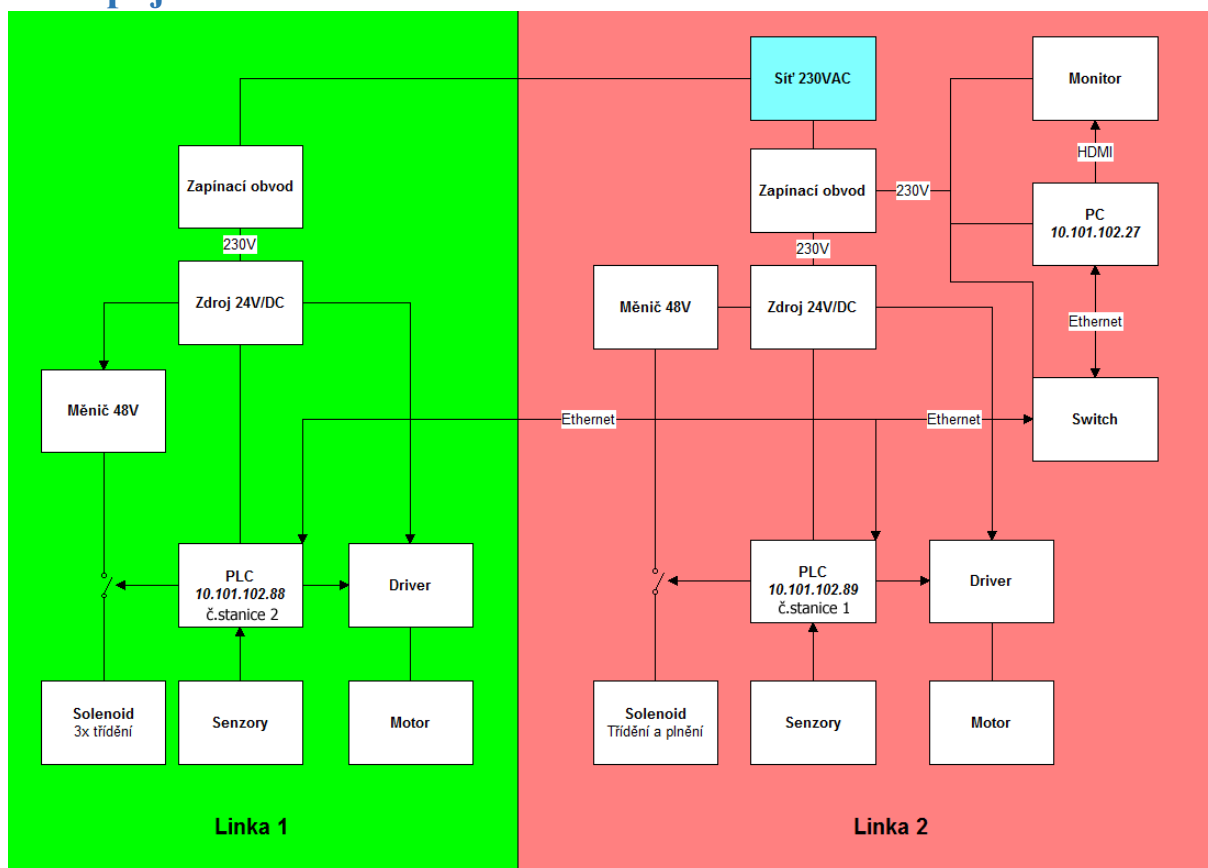 Síť 230VAC
Monitor
HDMI
Zapínací obvod
Zapínací obvod
230V
PC
10.101.102.27
230V
230V
Zdroj 24V/DC
Měnič 48V
Zdroj 24V/DC
Ethernet
Měnič 48V
Ethernet
Ethernet
Switch
PLC
10.101.102.88
č.stanice 2
Driver
PLC
10.101.102.89
č.stanice 1
Driver
Solenoid
3x třídění
Senzory
Motor
Solenoid
Třídění a plnění
Senzory
Motor
Linka 1
Linka 2